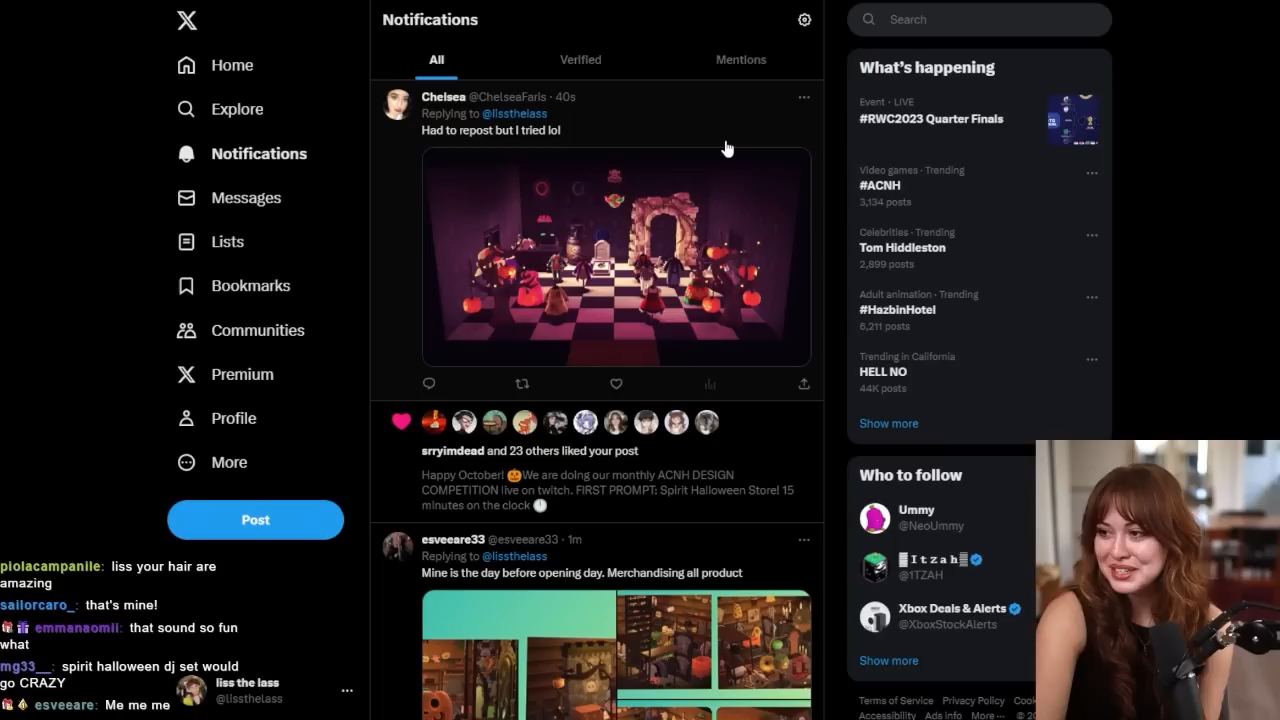 Home
Explore
Notifications
Messages
Lists
Bookmarks
Communities
Premium
Profile
More
Post
piolacampanile: liss your hair are
amazing
sailorcaro_: that's mine!
emmanaomii: that sound so fun
what
mg33__: spirit halloween dj set would
go CRAZY
esveeare: Me me me
liss the lass
@lissthelass
Notifications
All
Verified
Mentions
Chelsea @ChelseaFaris · 40s
Replying to @lissthelass
Had to repost but I tried lol
srryimdead and 23 others liked your post
Happy October! 🎃We are doing our monthly ACNH DESIGN
COMPETITION live on twitch. FIRST PROMPT: Spirit Halloween Store! 15
minutes on the clock 🕛
esveeare33 @esveeare33 · 1m
Replying to @lissthelass
Mine is the day before opening day. Merchandising all product
Search
What's happening
Event · LIVE
#RWC2023 Quarter Finals
Video games · Trending
#ACNH
3,134 posts
Celebrities · Trending
Tom Hiddleston
2,899 posts
Adult animation · Trending
#HazbinHotel
6,211 posts
Trending in California
HELL NO
44K posts
Show more
Who to follow
Ummy
@NeoUmmy
▒ I t z a h ▒
@1TZAH
Xbox Deals & Alerts
@XboxStockAlerts
Show more
Terms of Service Privacy Policy Cook
Accessibility Ads info More ··· © 20